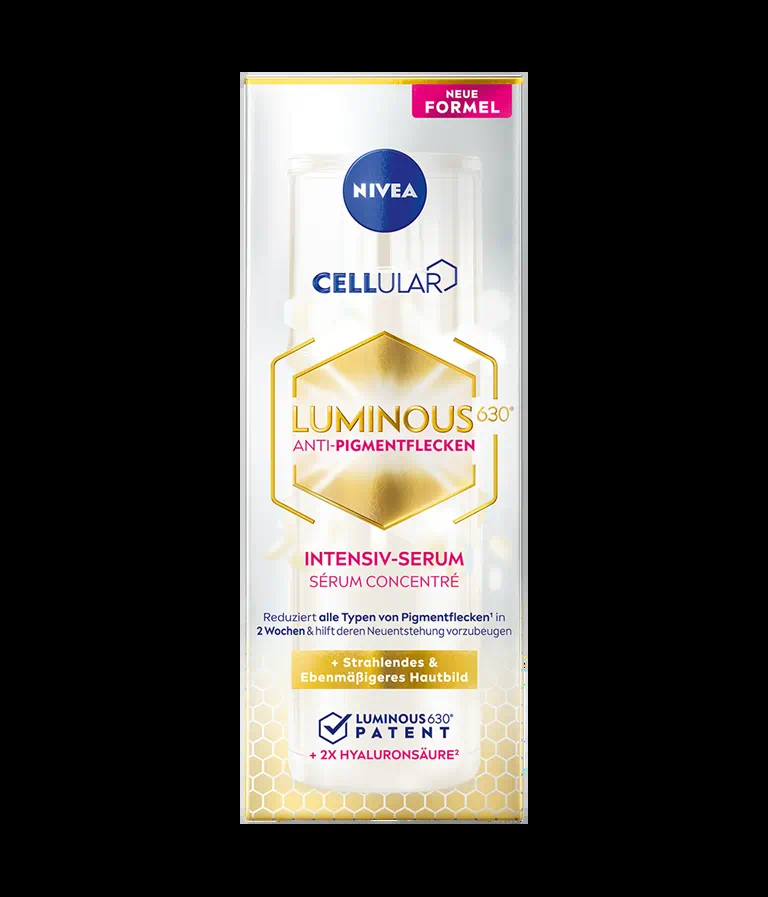 NEUE
FORMEL
NIVEA
CELLULAR
LUMINOUS630®
ANTI-PIGMENTFLECKEN
INTENSIV-SERUM
SÉRUM CONCENTRÉ
Reduziert alle Typen von Pigmentflecken¹ in
2 Wochen & hilft deren Neuentstehung vorzubeugen
+ Strahlendes &
Ebenmäßigeres Hautbild
LUMINOUS630®
PATENT
+ 2X HYALURONSÄURE²